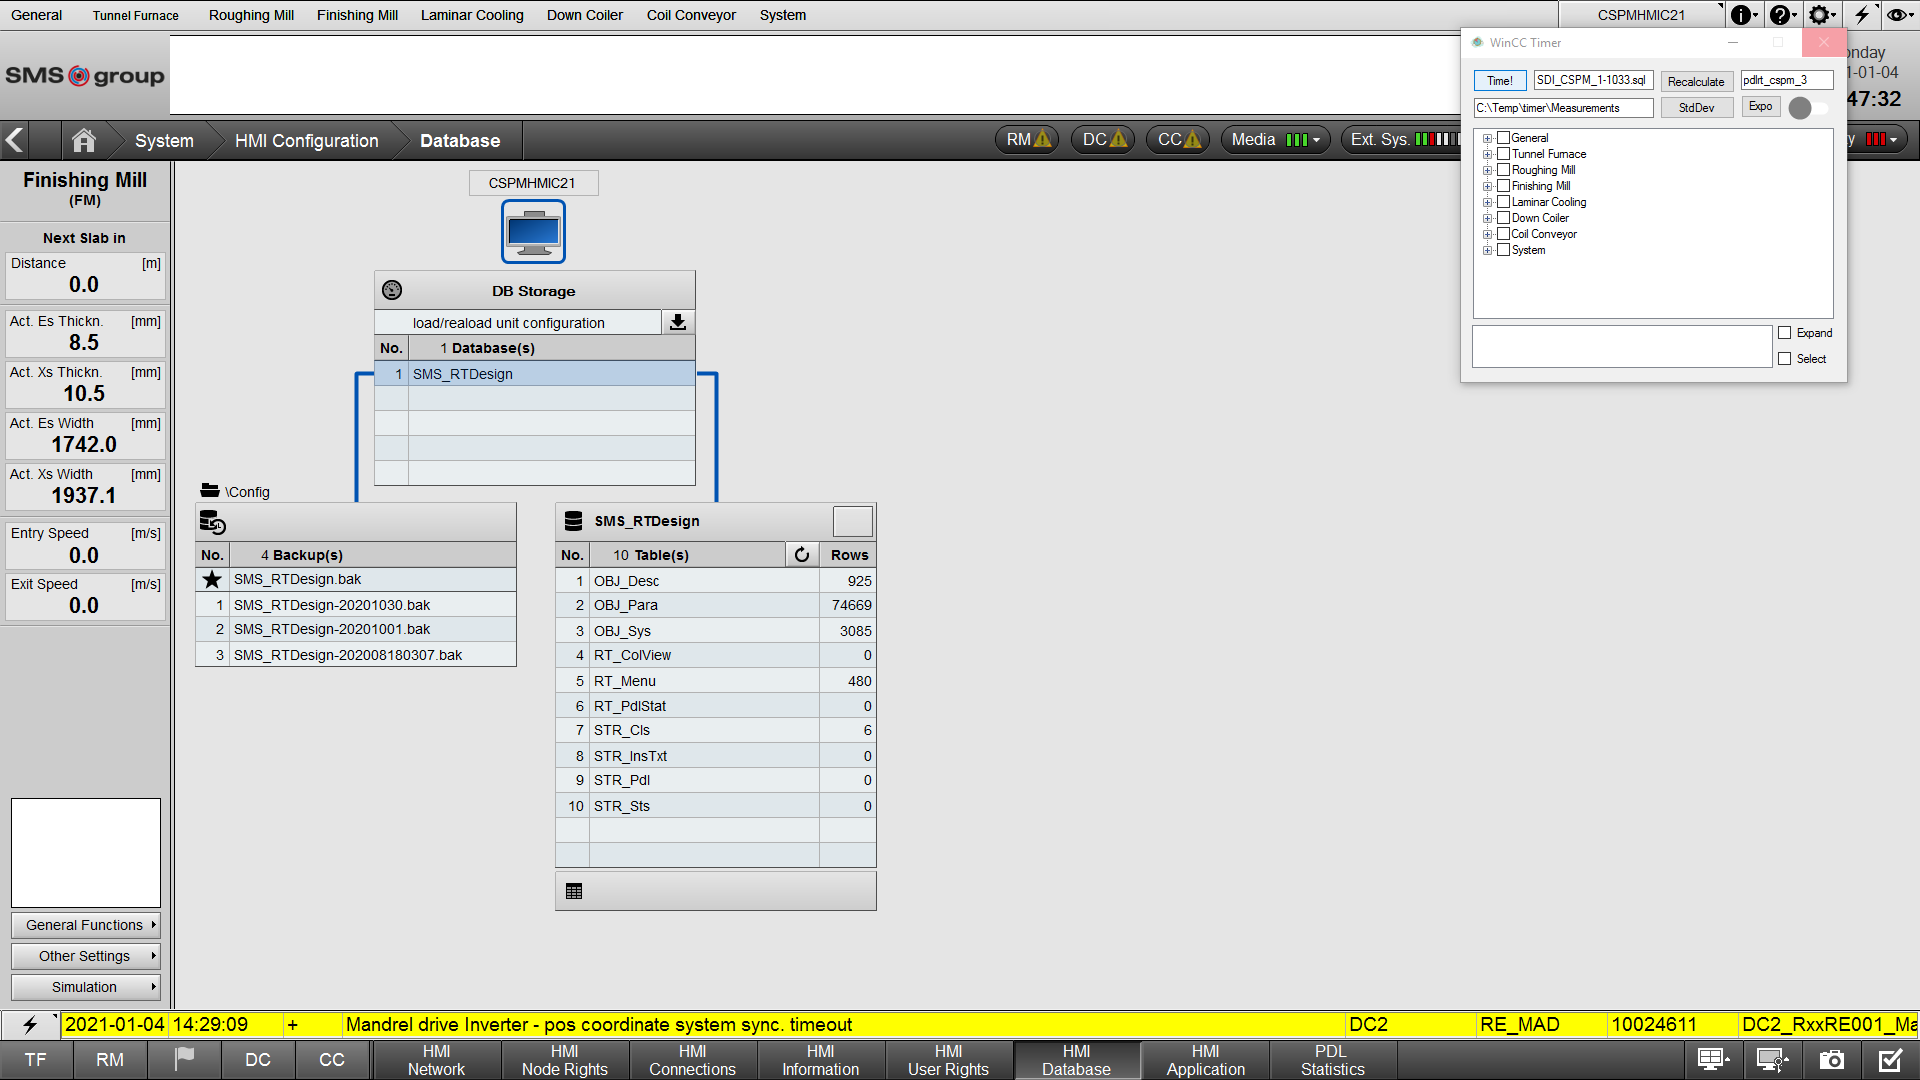 General Tunnel Furnace Roughing Mill Finishing Mill Laminar Cooling Down Coiler Coil Conveyor System CSPMHMIC21
SMS group
WinCC Timer
Time! SDI_CSPM_1-1033.sql Recalculate pdlrt_cspm_3
C:\Temp\timer\Measurements StdDev Expo
General
Tunnel Furnace
Roughing Mill
Finishing Mill
Laminar Cooling
Down Coiler
Coil Conveyor
System
Expand
Select
nday
1-01-04
47:32
System HMI Configuration Database RM DC CC Media Ext. Sys. y
Finishing Mill
(FM)
Next Slab in
Distance [m]
0.0
Act. Es Thickn. [mm]
8.5
Act. Xs Thickn. [mm]
10.5
Act. Es Width [mm]
1742.0
Act. Xs Width [mm]
1937.1
Entry Speed [m/s]
0.0
Exit Speed [m/s]
0.0
General Functions
Other Settings
Simulation
CSPMHMIC21
DB Storage
load/reaload unit configuration
No. 1 Database(s)
1 SMS_RTDesign
\Config
No. 4 Backup(s)
SMS_RTDesign.bak
1 SMS_RTDesign-20201030.bak
2 SMS_RTDesign-20201001.bak
3 SMS_RTDesign-202008180307.bak
SMS_RTDesign
No. 10 Table(s) Rows
1 OBJ_Desc 925
2 OBJ_Para 74669
3 OBJ_Sys 3085
4 RT_ColView 0
5 RT_Menu 480
6 RT_PdlStat 0
7 STR_Cls 6
8 STR_InsTxt 0
9 STR_Pdl 0
10 STR_Sts 0
2021-01-04 14:29:09 + Mandrel drive Inverter - pos coordinate system sync. timeout DC2 RE_MAD 10024611 DC2_RxxRE001_Ma
TF RM DC CC
HMI Network
HMI Node Rights
HMI Connections
HMI Information
HMI User Rights
HMI Database
HMI Application
PDL Statistics